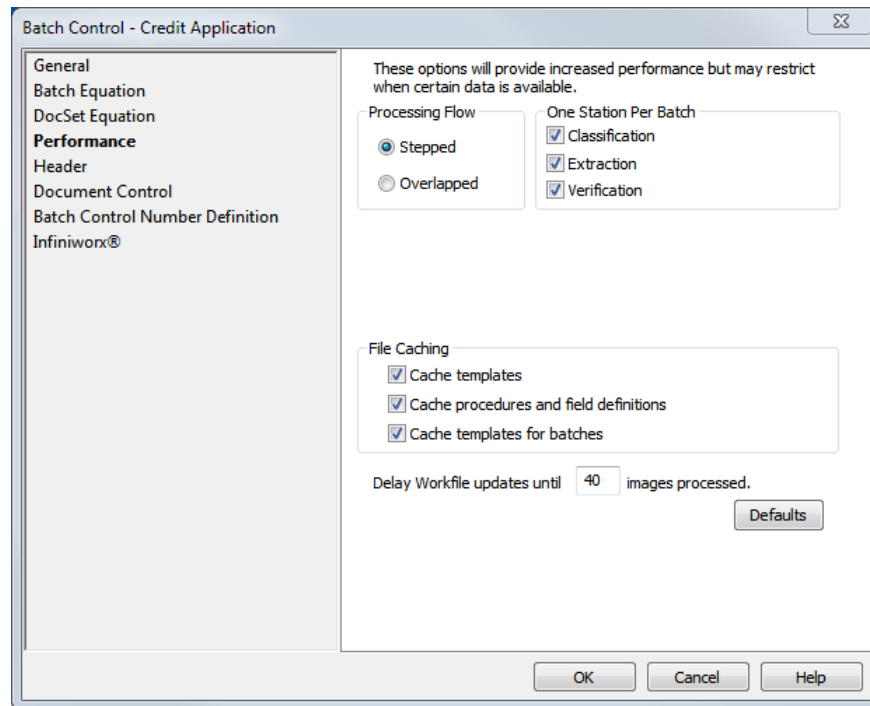 Batch Control - Credit Application
General
Batch Equation
DocSet Equation
Performance
Header
Document Control
Batch Control Number Definition
Infiniworx®
These options will provide increased performance but may restrict
when certain data is available.
Processing Flow
Stepped
Overlapped
One Station Per Batch
Classification
Extraction
Verification
File Caching
Cache templates
Cache procedures and field definitions
Cache templates for batches
Delay Workfile updates until 40 images processed.
Defaults
OK Cancel Help